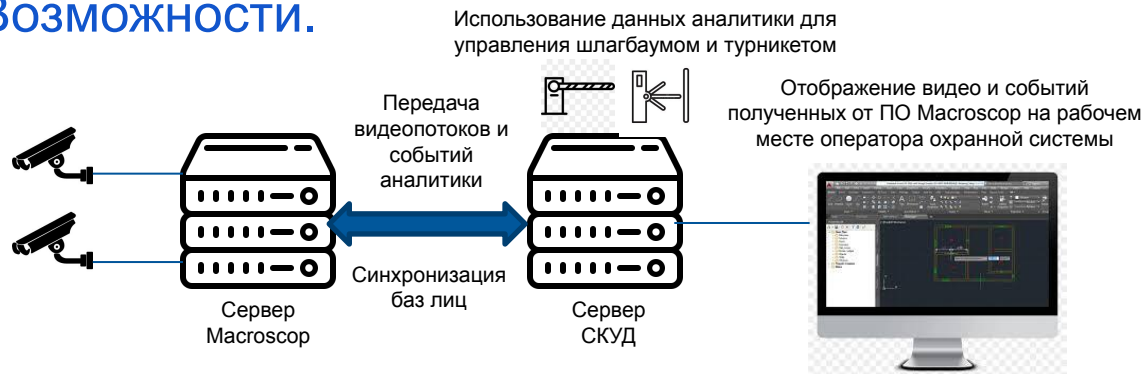 Возможности.
Использование данных аналитики для
управления шлагбаумом и турникетом
Передача
видеопотоков и
событий
аналитики
Отображение видео и событий
полученных от ПО Macroscop на рабочем
месте оператора охранной системы
Синхронизация
баз лиц
Сервер
Macroscop
Сервер
СКУД